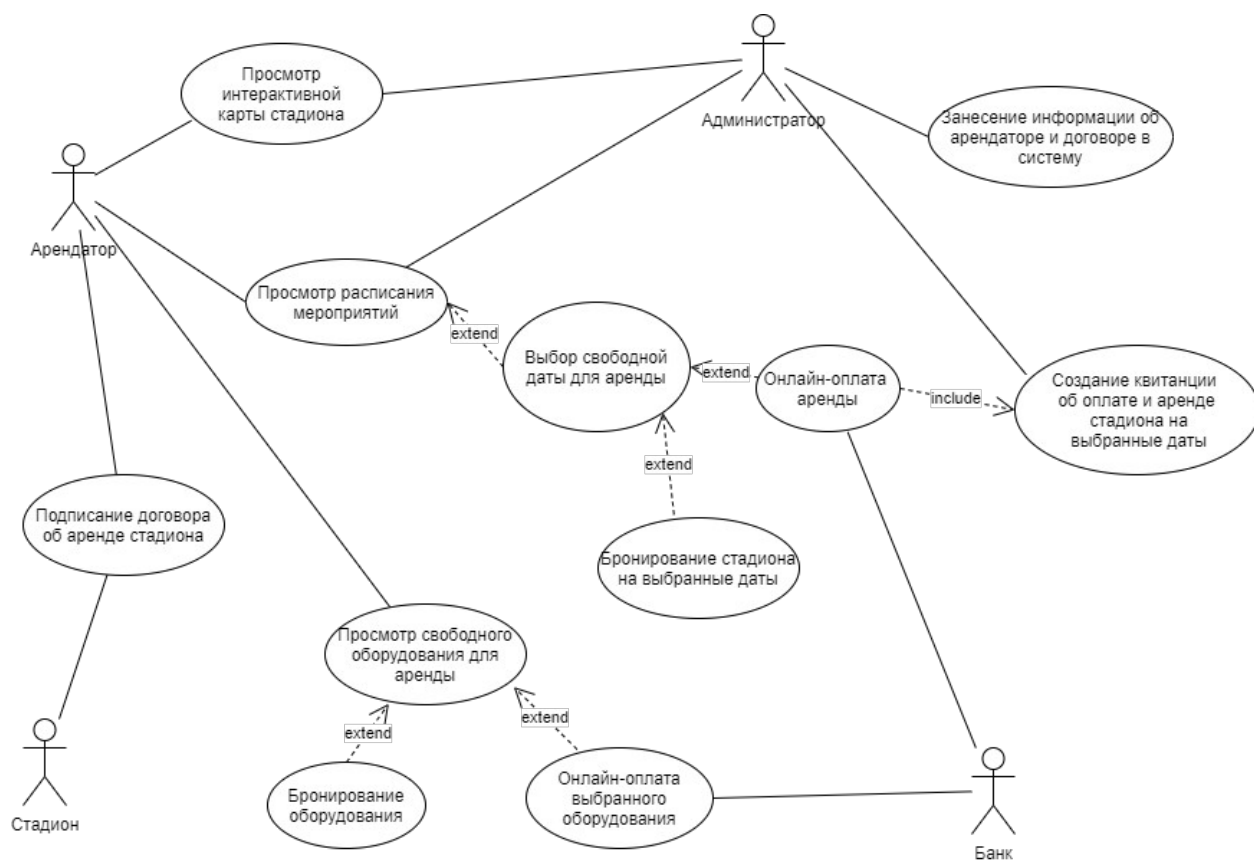 Просмотр
интерактивной
карты стадиона
Администратор
Занесение информации об
арендаторе и договоре в
систему
Арендатор
Просмотр расписания
мероприятий
extend
Выбор свободной
даты для аренды
extend
Онлайн-оплата
аренды
include
Создание квитанции
об оплате и аренде
стадиона на
выбранные даты
extend
Подписание договора
об аренде стадиона
Бронирование стадиона
на выбранные даты
Просмотр свободного
оборудования для
аренды
extend
extend
Стадион
Бронирование
оборудования
Онлайн-оплата
выбранного
оборудования
Банк